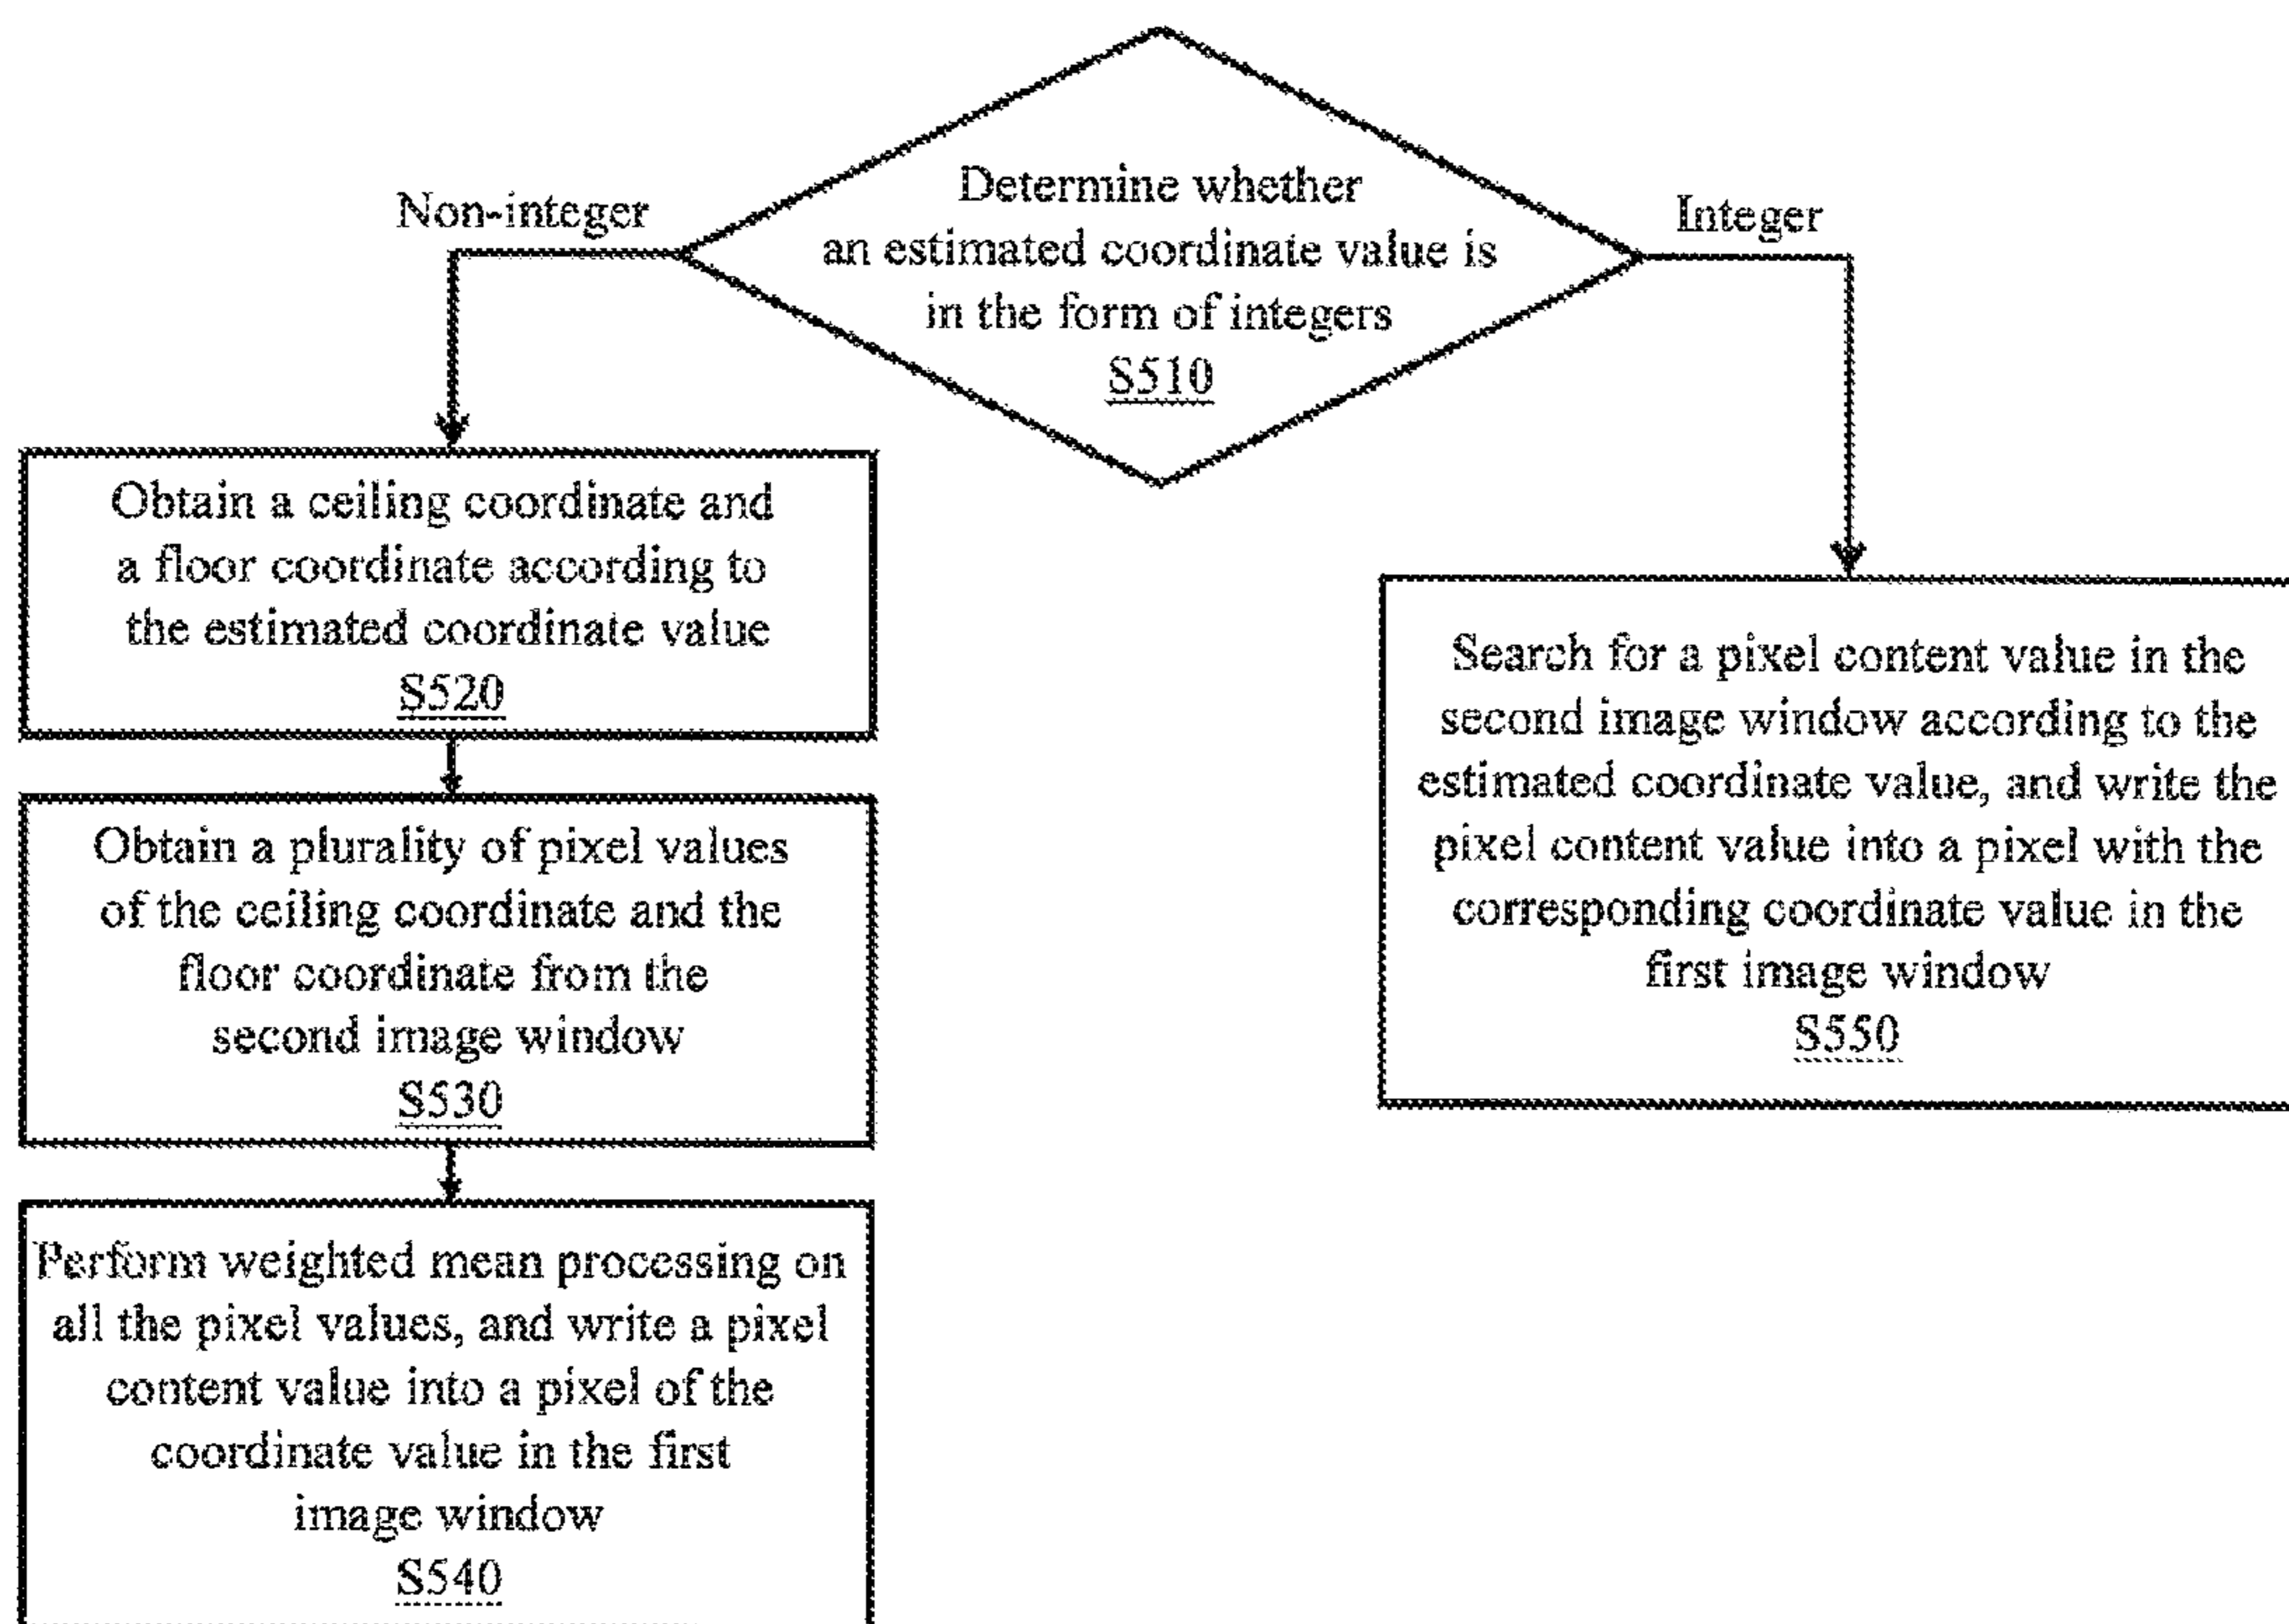 Determine whether
an estimated coordinate value is
in the form of integers
S510
Non-integer
Integer
Obtain a ceiling coordinate and
a floor coordinate according to
the estimated coordinate value
S520
Obtain a plurality of pixel values
of the ceiling coordinate and the
floor coordinate from the
second image window
S530
Perform weighted mean processing on
all the pixel values, and write a pixel
content value into a pixel of the
coordinate value in the first
image window
S540
Search for a pixel content value in the
second image window according to the
estimated coordinate value, and write the
pixel content value into a pixel with the
corresponding coordinate value in the
first image window
S550